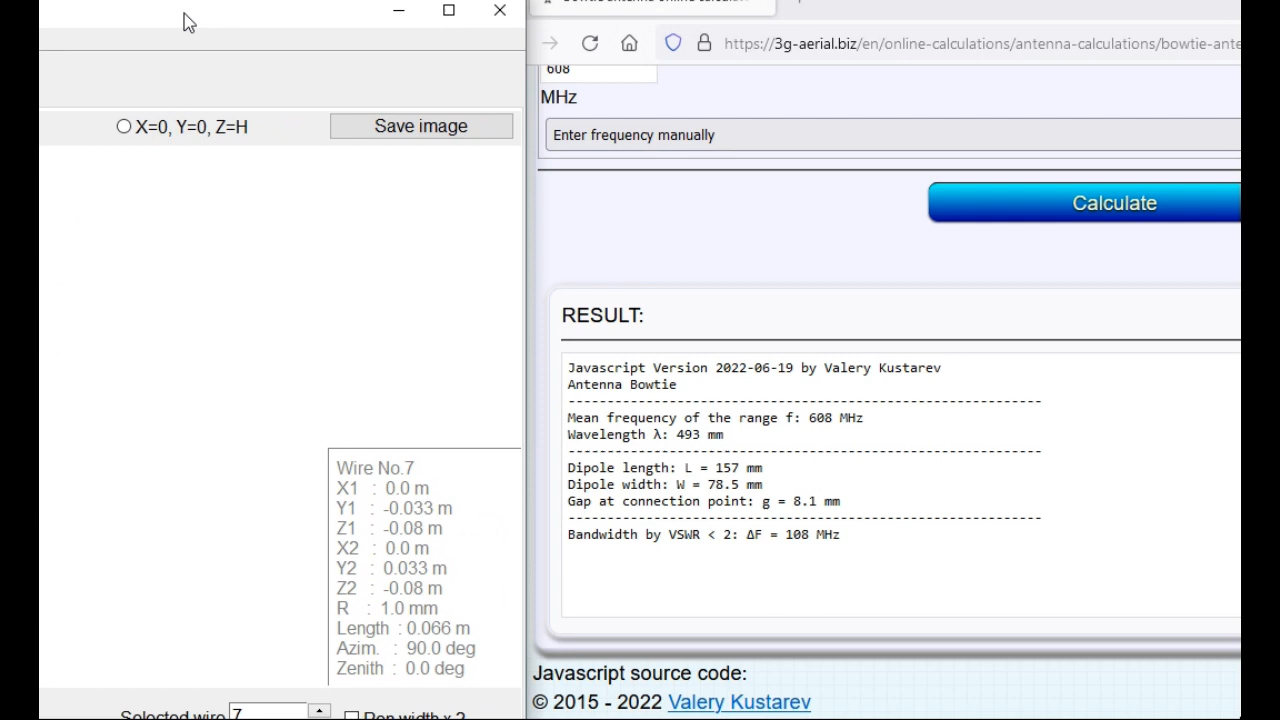 https://3g-aerial.biz/en/online-calculations/antenna-calculations/bowtie-ante
608
MHz
X=0, Y=0, Z=H
Save image
Enter frequency manually
Calculate
RESULT:
Javascript Version 2022-06-19 by Valery Kustarev
Antenna Bowtie
------------------------------------------------------------
Mean frequency of the range f: 608 MHz
Wavelength λ: 493 mm
------------------------------------------------------------
Dipole length: L = 157 mm
Dipole width: W = 78.5 mm
Gap at connection point: g = 8.1 mm
------------------------------------------------------------
Bandwidth by VSWR < 2: ΔF = 108 MHz
Wire No.7
X1 : 0.0 m
Y1 : -0.033 m
Z1 : -0.08 m
X2 : 0.0 m
Y2 : 0.033 m
Z2 : -0.08 m
R : 1.0 mm
Length : 0.066 m
Azim. : 90.0 deg
Zenith : 0.0 deg
Selected wire 7
Pen width x 2
Javascript source code:
© 2015 - 2022 Valery Kustarev